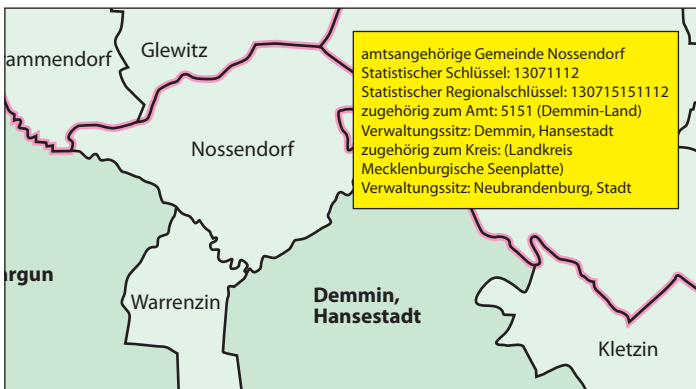 ammendorf
Glewitz
amtsangehörige Gemeinde Nossendorf
Statistischer Schlüssel: 13071112
Statistischer Regionalschlüssel: 130715151112
zugehörig zum Amt: 5151 (Demmin-Land)
Verwaltungssitz: Demmin, Hansestadt
zugehörig zum Kreis: (Landkreis
Mecklenburgische Seenplatte)
Verwaltungssitz: Neubrandenburg, Stadt
Nossendorf
argun
Warrenzin
Demmin,
Hansestadt
Kletzin